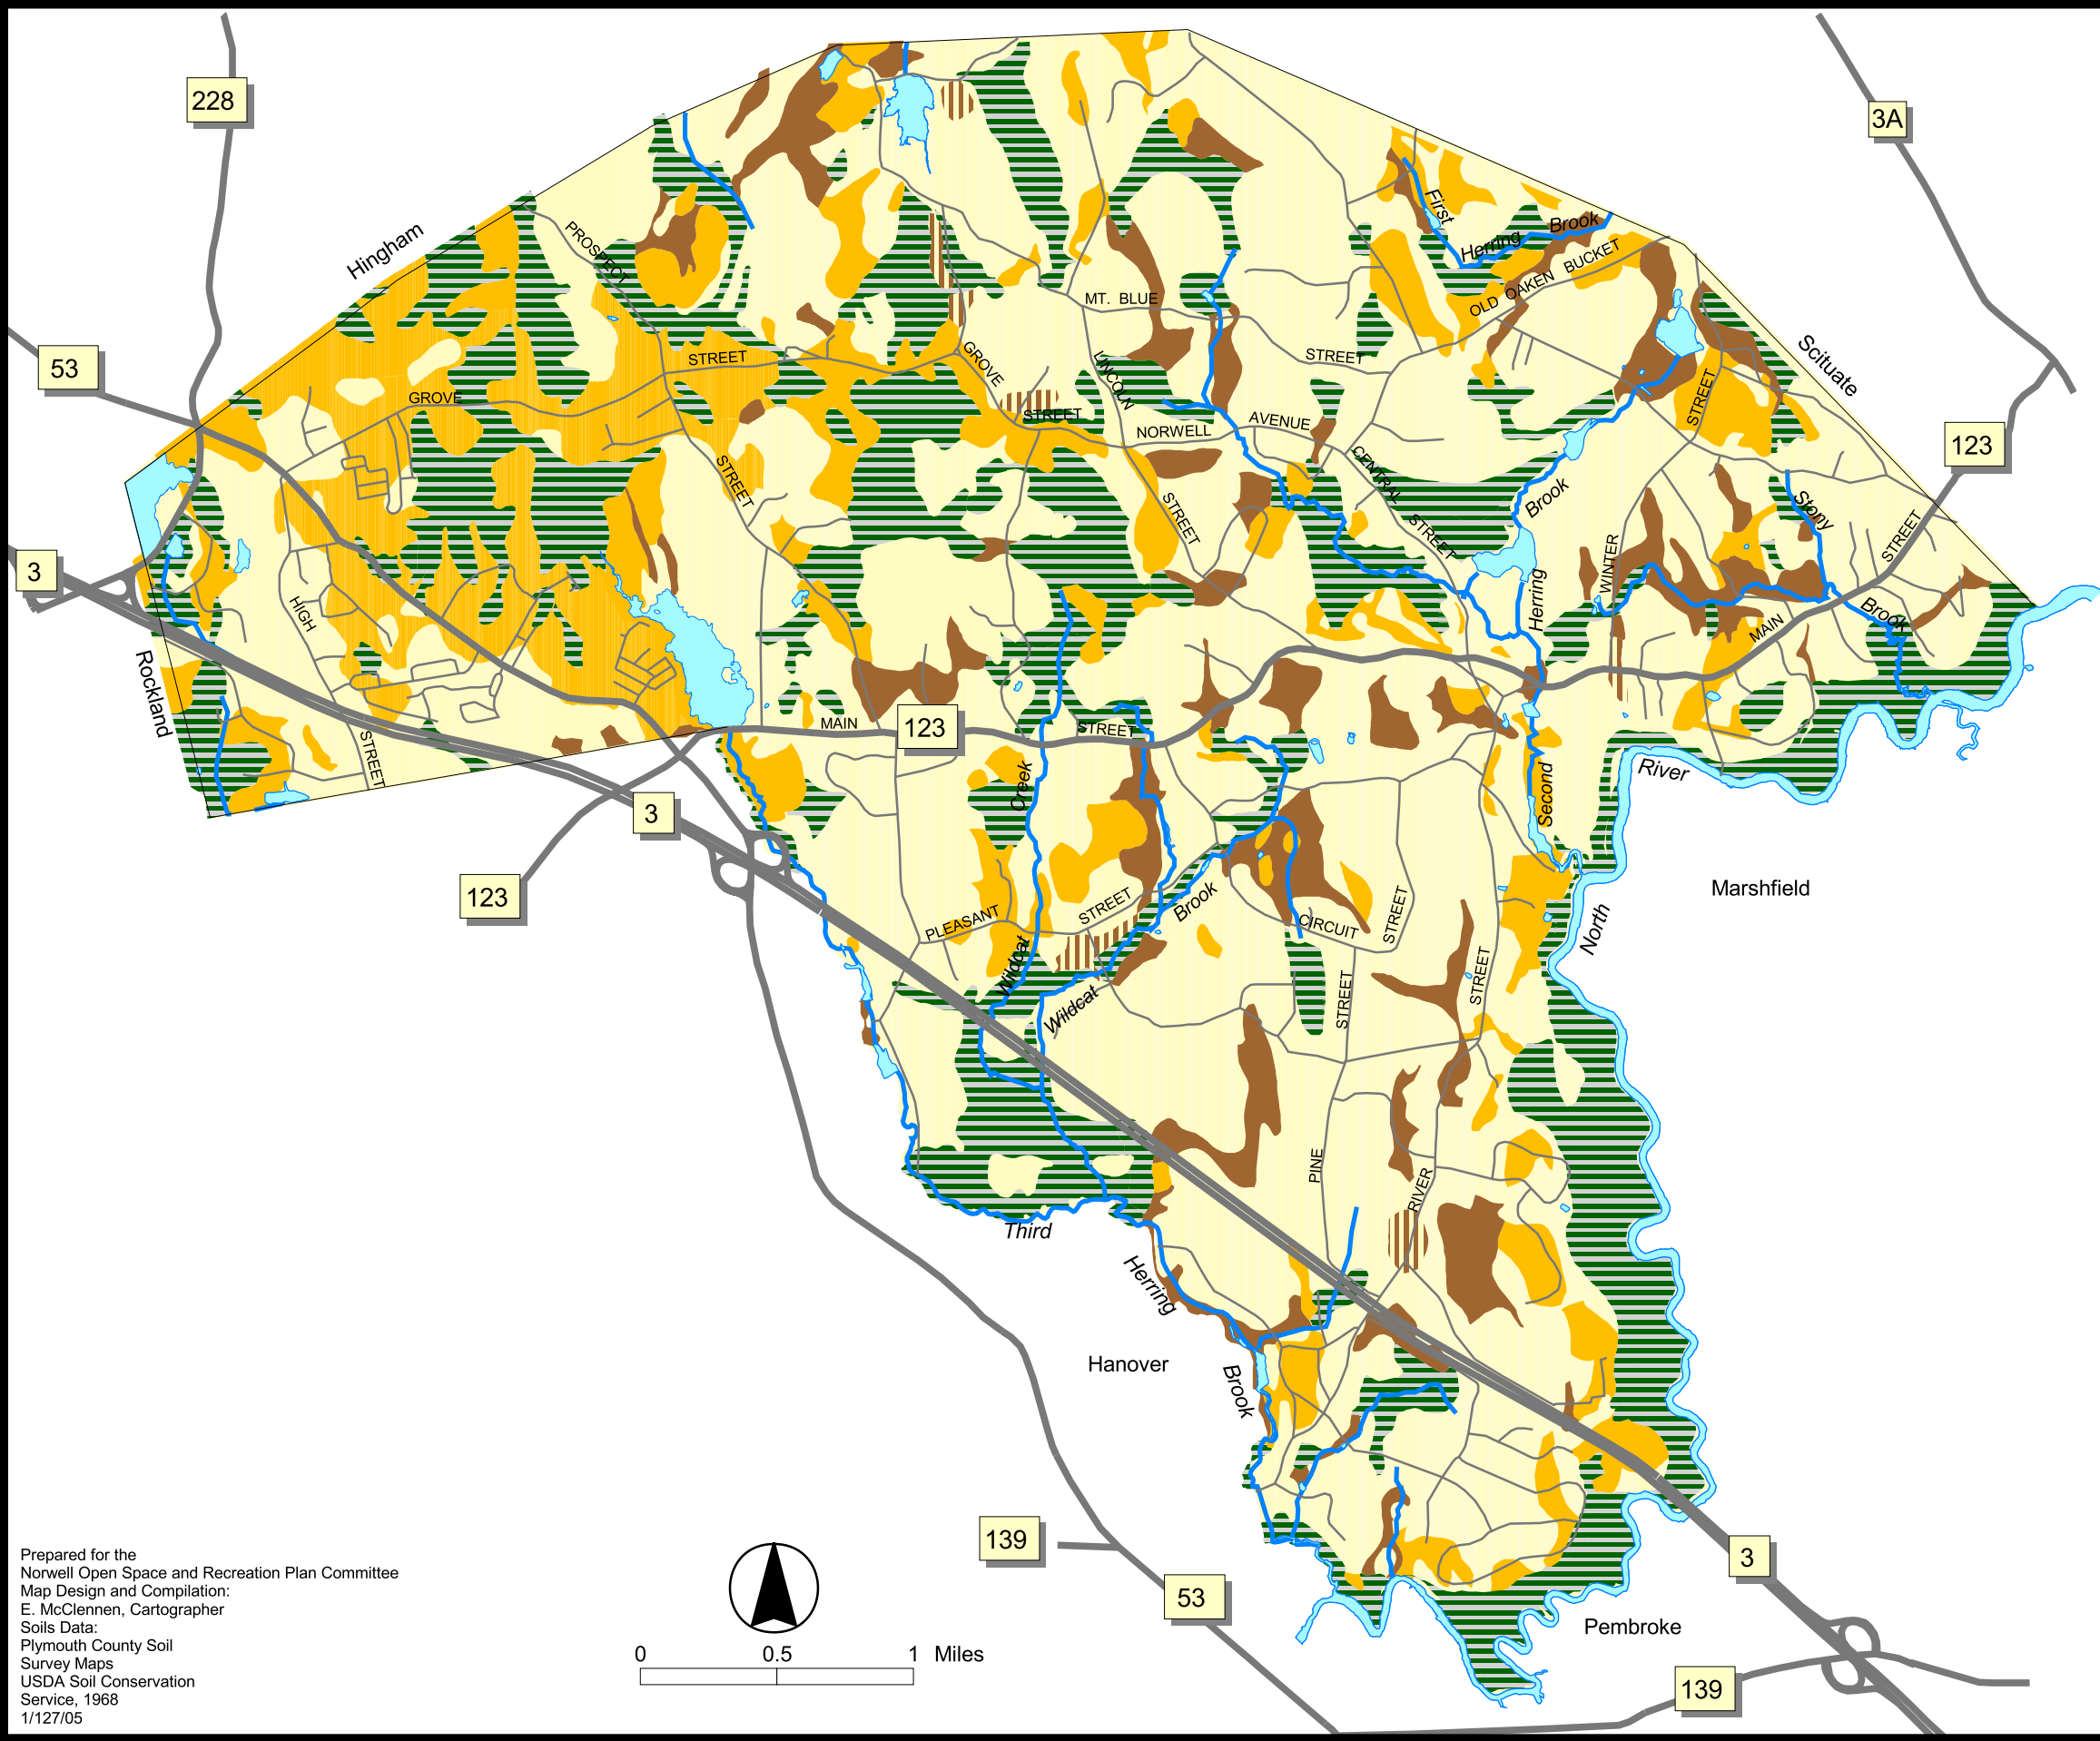 228
3A
Hingham
PROSPECT
First
Herring
Brook
OLD OAKEN BUCKET
MT. BLUE
STREET
Scituate
53
STREET
GROVE
GROVE
LINCOLN
STREET
NORWELL
AVENUE
STREET
123
CENTRAL
STREET
STREET
STREET
Brook
Stony
STREET
3
HIGH
WINTER
Herring
Brook
MAIN
Rockland
STREET
MAIN
123
STREET
Creek
Second
River
3
123
Marshfield
PLEASANT
STREET
Brook
CIRCUIT
STREET
North
Wildcat
Wildcat
STREET
STREET
PINE
RIVER
Third
Herring
Hanover
Brook
139
53
3
Pembroke
139
0 0.5 1 Miles
Prepared for the
Norwell Open Space and Recreation Plan Committee
Map Design and Compilation:
E. McClennen, Cartographer
Soils Data:
Plymouth County Soil
Survey Maps
USDA Soil Conservation
Service, 1968
1/127/05